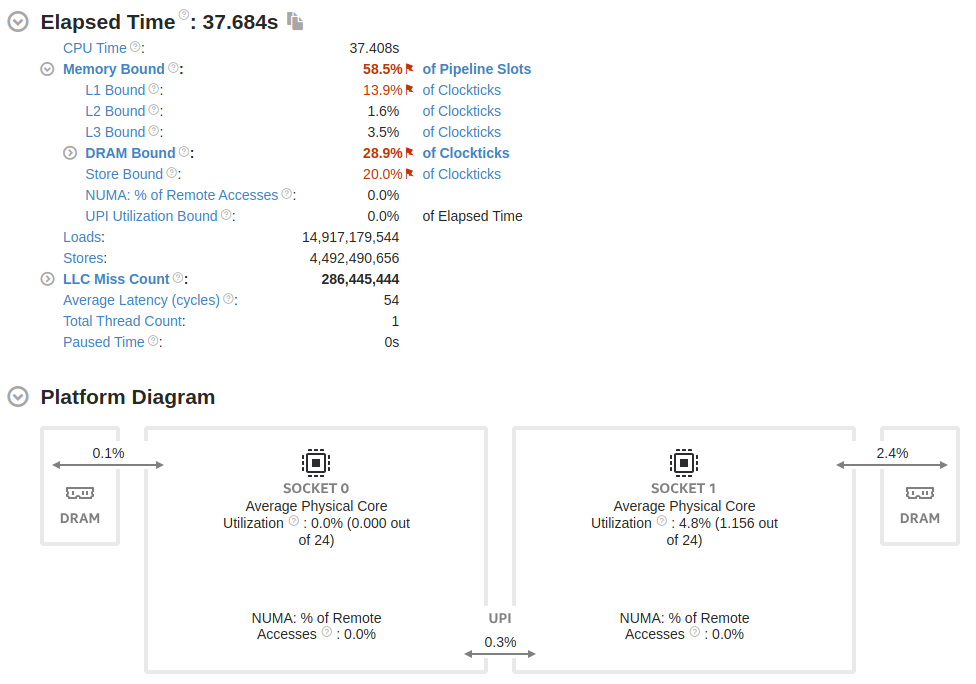 Elapsed Time ? : 37.684s
CPU Time ?: 37.408s
Memory Bound ?: 58.5% of Pipeline Slots
L1 Bound ?: 13.9% of Clockticks
L2 Bound ?: 1.6% of Clockticks
L3 Bound ?: 3.5% of Clockticks
DRAM Bound ?: 28.9% of Clockticks
Store Bound ?: 20.0% of Clockticks
NUMA: % of Remote Accesses ?: 0.0%
UPI Utilization Bound ?: 0.0% of Elapsed Time
Loads: 14,917,179,544
Stores: 4,492,490,656
LLC Miss Count ?: 286,445,444
Average Latency (cycles) ?: 54
Total Thread Count: 1
Paused Time ?: 0s
Platform Diagram
0.1%
DRAM
SOCKET 0
Average Physical Core
Utilization ? : 0.0% (0.000 out
of 24)
NUMA: % of Remote
Accesses ? : 0.0%
UPI
0.3%
SOCKET 1
Average Physical Core
Utilization ? : 4.8% (1.156 out
of 24)
NUMA: % of Remote
Accesses ? : 0.0%
2.4%
DRAM